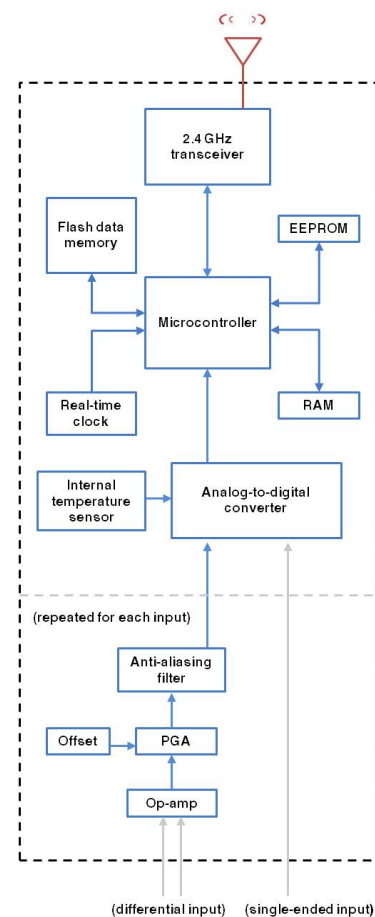 2.4 GHz
transceiver
Flash data
memory
EEPROM
Microcontroller
Real-time
clock
RAM
Internal
temperature
sensor
Analog-to-digital
converter
(repeated for each input)
Anti-aliasing
filter
Offset
PGA
Op-amp
(differential input)
(single-ended input)